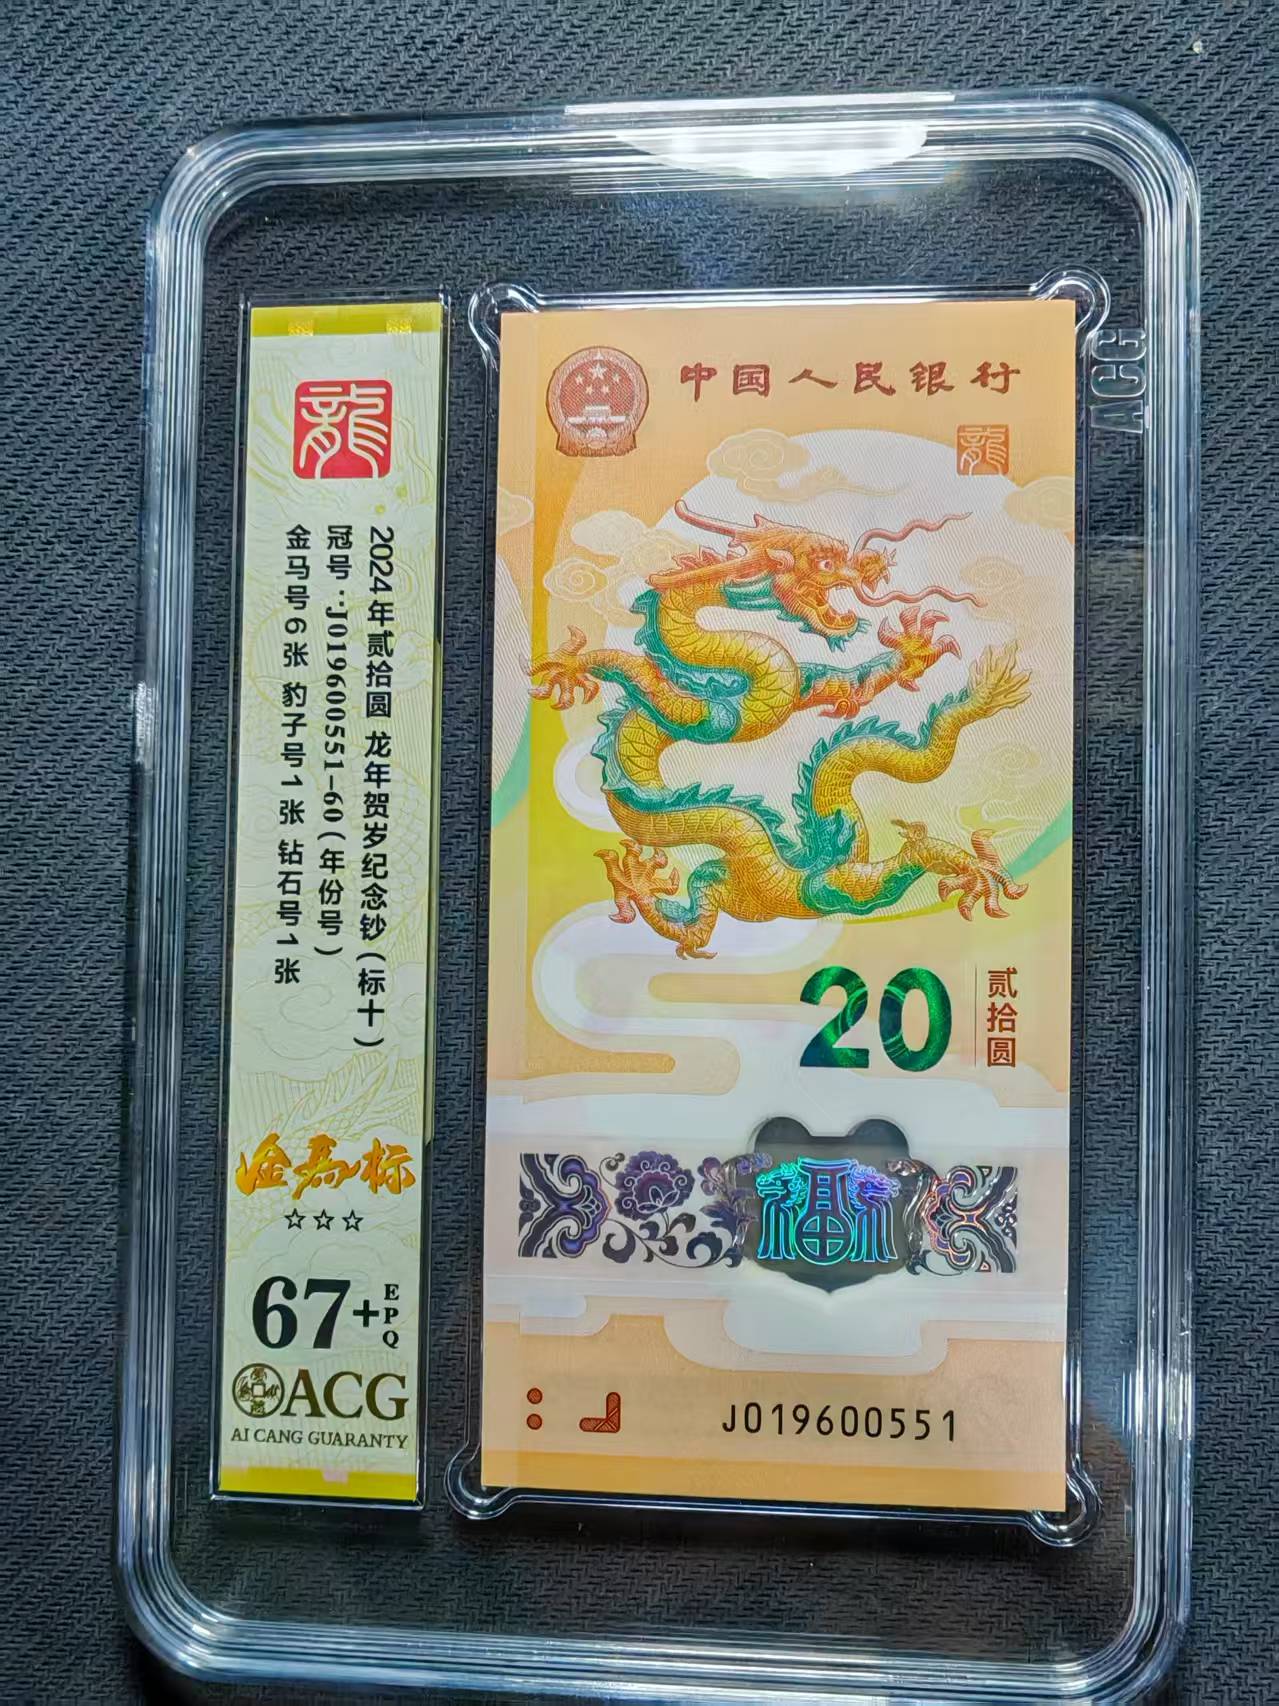 龍
2024年贰拾圆 龙年贺岁纪念钞(标十)
冠号:J019600551-60(年份号)
金马号6张 豹子号1张 钻石号1张
金马标
☆☆☆
67+
EPQ
ACG
AI CANG GUARANTY
中国人民银行
龍
20
贰拾圆
福
J019600551
ACG